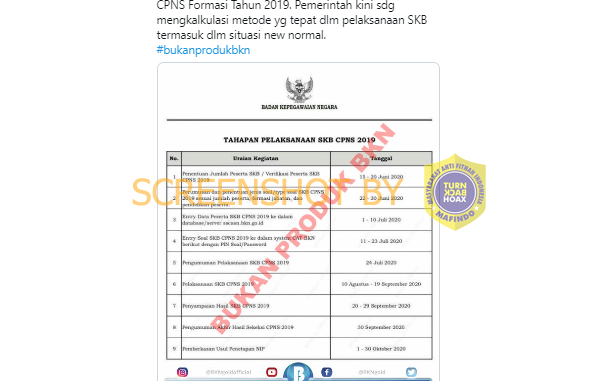 CPNS Formasi Tahun 2019. Pemerintah kini sdg
mengkalkulasi metode yg tepat dlm pelaksanaan SKB
termasuk dlm situasi new normal.
#bukanprodukbkn
BADAN KEPEGAWAIAN NEGARA
TAHAPAN PELAKSANAAN SKB CPNS 2019
No. Uraian Kegiatan Tanggal
1 Penentuan Jumlah Peserta SKB / Verifikasi Peserta SKB
CPNS 2019 15 - 20 Juni 2020
2 Perumusan dan penentuan jenis soal/type soal SKB CPNS
2019 sesuai jumlah peserta, formasi jabatan, dan
pendidikan peserta. 22 - 30 Juni 2020
3 Entry Data Peserta SKB CPNS 2019 ke dalam
database/server sscasn.bkn.go.id 1 - 10 Juli 2020
4 Entry Soal SKB CPNS 2019 ke dalam system CAT BKN
berikut dengan PIN Soal/Password 11 - 23 Juli 2020
5 Pengumuman Pelaksanaan SKB CPNS 2019 24 Juli 2020
6 Pelaksanaan SKB CPNS 2019 10 Agustus - 19 September 2020
7 Penyampaian Hasil SKB CPNS 2019 20 - 29 September 2020
8 Pengumuman Akhir Hasil Seleksi CPNS 2019 30 September 2020
9 Pemberkasan Usul Penetapan NIP 1 - 30 Oktober 2020
BUKAN PRODUK BKN
SCREENSHOT BY
MASYARAKAT ANTI FITNAH INDONESIA
TURN
BACK
HOAX
MAFINDO
@BKNgoidofficial @BKNgoid